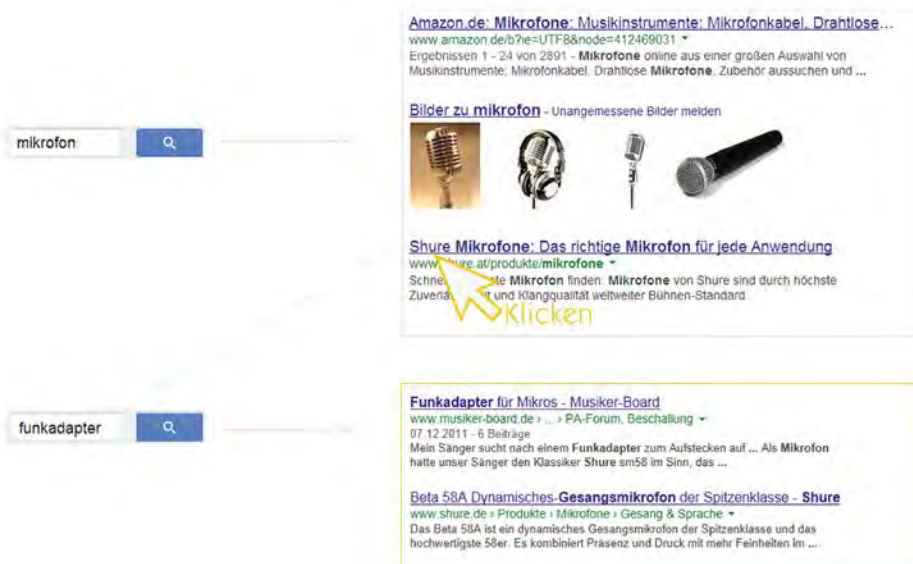 Amazon.de: Mikrofone: Musikinstrumente: Mikrofonkabel, Drahtlose...
www.amazon.de/b?ie=UTF8&node=412469031
Ergebnissen 1 - 24 von 2891 - Mikrofone online aus einer großen Auswahl von
Musikinstrumente; Mikrofonkabel, Drahtlose Mikrofone, Zubehör aussuchen und ...
Bilder zu mikrofon - Unangemessene Bilder melden
mikrofon
Shure Mikrofone: Das richtige Mikrofon für jede Anwendung
www.shure.at/produkte/mikrofone
Mikrofon finden: Mikrofone von Shure sind durch höchste
und Klangqualität weltweiter Bühnen-Standard
Klicken
Funkadapter für Mikros - Musiker-Board
www.musiker-board.de › ... › PA-Forum, Beschallung
funkadapter
07.12.2011 - 6 Beiträge
Mein Sänger sucht nach einem Funkadapter zum Aufstecken auf ... Als Mikrofon
hatte unser Sänger den Klassiker Shure sm58 im Sinn, das ...
Beta 58A Dynamisches-Gesangsmikrofon der Spitzenklasse - Shure
www.shure.de › Produkte › Mikrofone › Gesang & Sprache
Das Beta 58A ist ein dynamisches Gesangsmikrofon der Spitzenklasse und das
hochwertigste 58er. Es kombiniert Präsenz und Druck mit mehr Feinheiten im ...